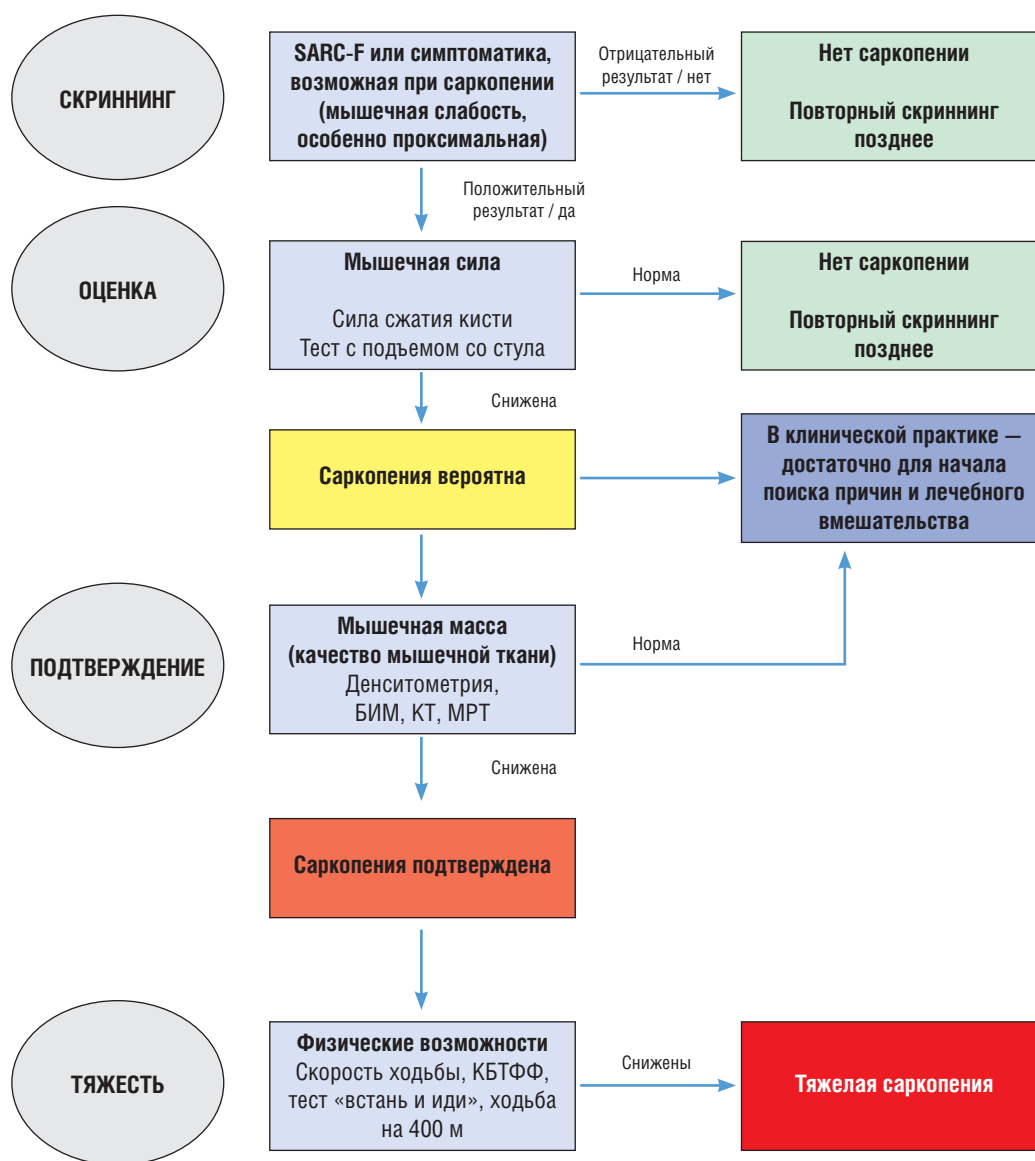 СКРИННИНГ
SARC-F или симптоматика,
возможная при саркопении
(мышечная слабость,
особенно проксимальная)
Отрицательный
результат / нет
Нет саркопении
Повторный скриннинг
позднее
Положительный
результат / да
ОЦЕНКА
Мышечная сила
Сила сжатия кисти
Тест с подъемом со стула
Норма
Нет саркопении
Повторный скриннинг
позднее
Снижена
Саркопения вероятна
В клинической практике —
достаточно для начала
поиска причин и лечебного
вмешательства
ПОДТВЕРЖДЕНИЕ
Мышечная масса
(качество мышечной ткани)
Денситометрия,
БИМ, КТ, МРТ
Норма
Снижена
Саркопения подтверждена
ТЯЖЕСТЬ
Физические возможности
Скорость ходьбы, КБТФФ,
тест «встань и иди», ходьба
на 400 м
Снижены
Тяжелая саркопения